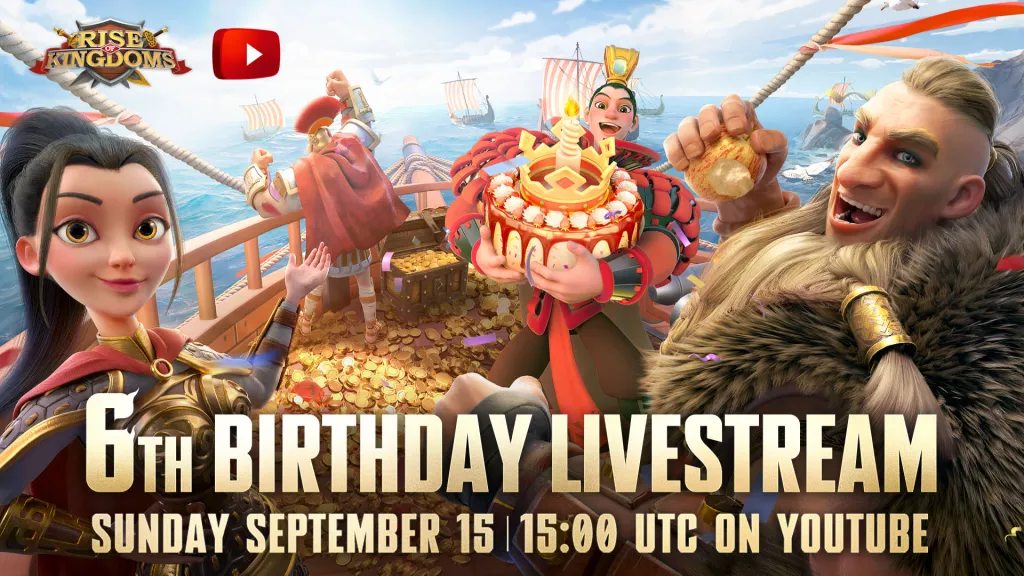 RISE
OF
KINGDOMS
6TH BIRTHDAY LIVESTREAM
SUNDAY SEPTEMBER 15 | 15:00 UTC ON YOUTUBE